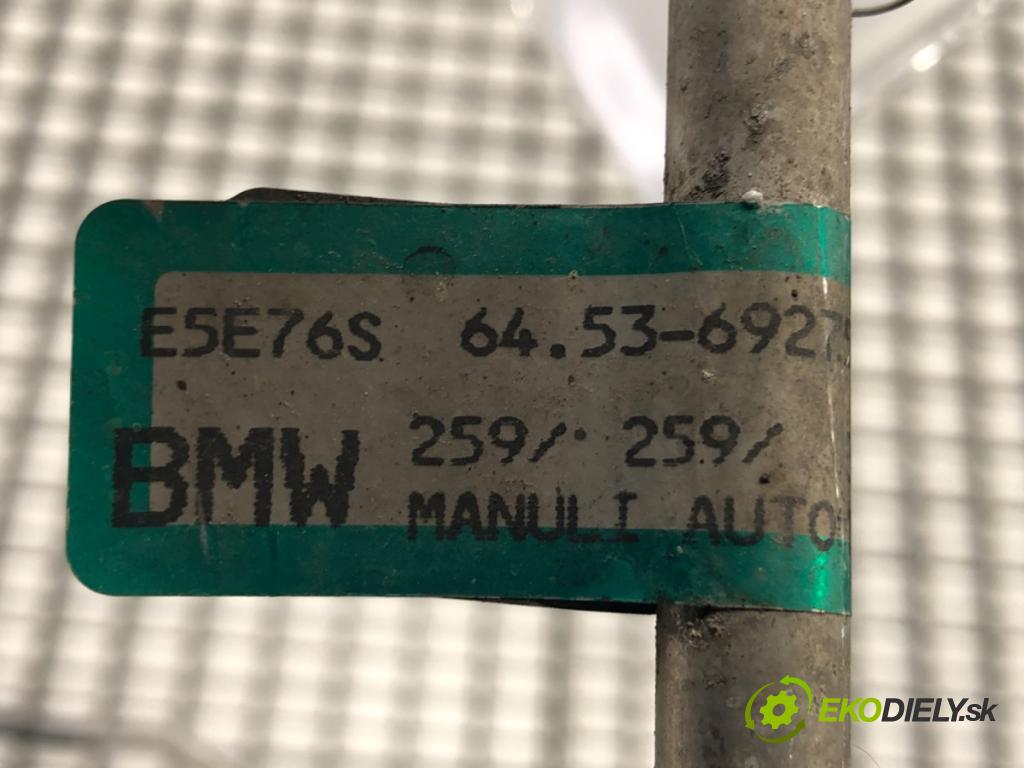 E5E76S 64.53-6927
BMW 259/ 259/
MANULI AUTO
EKODIELY.sk